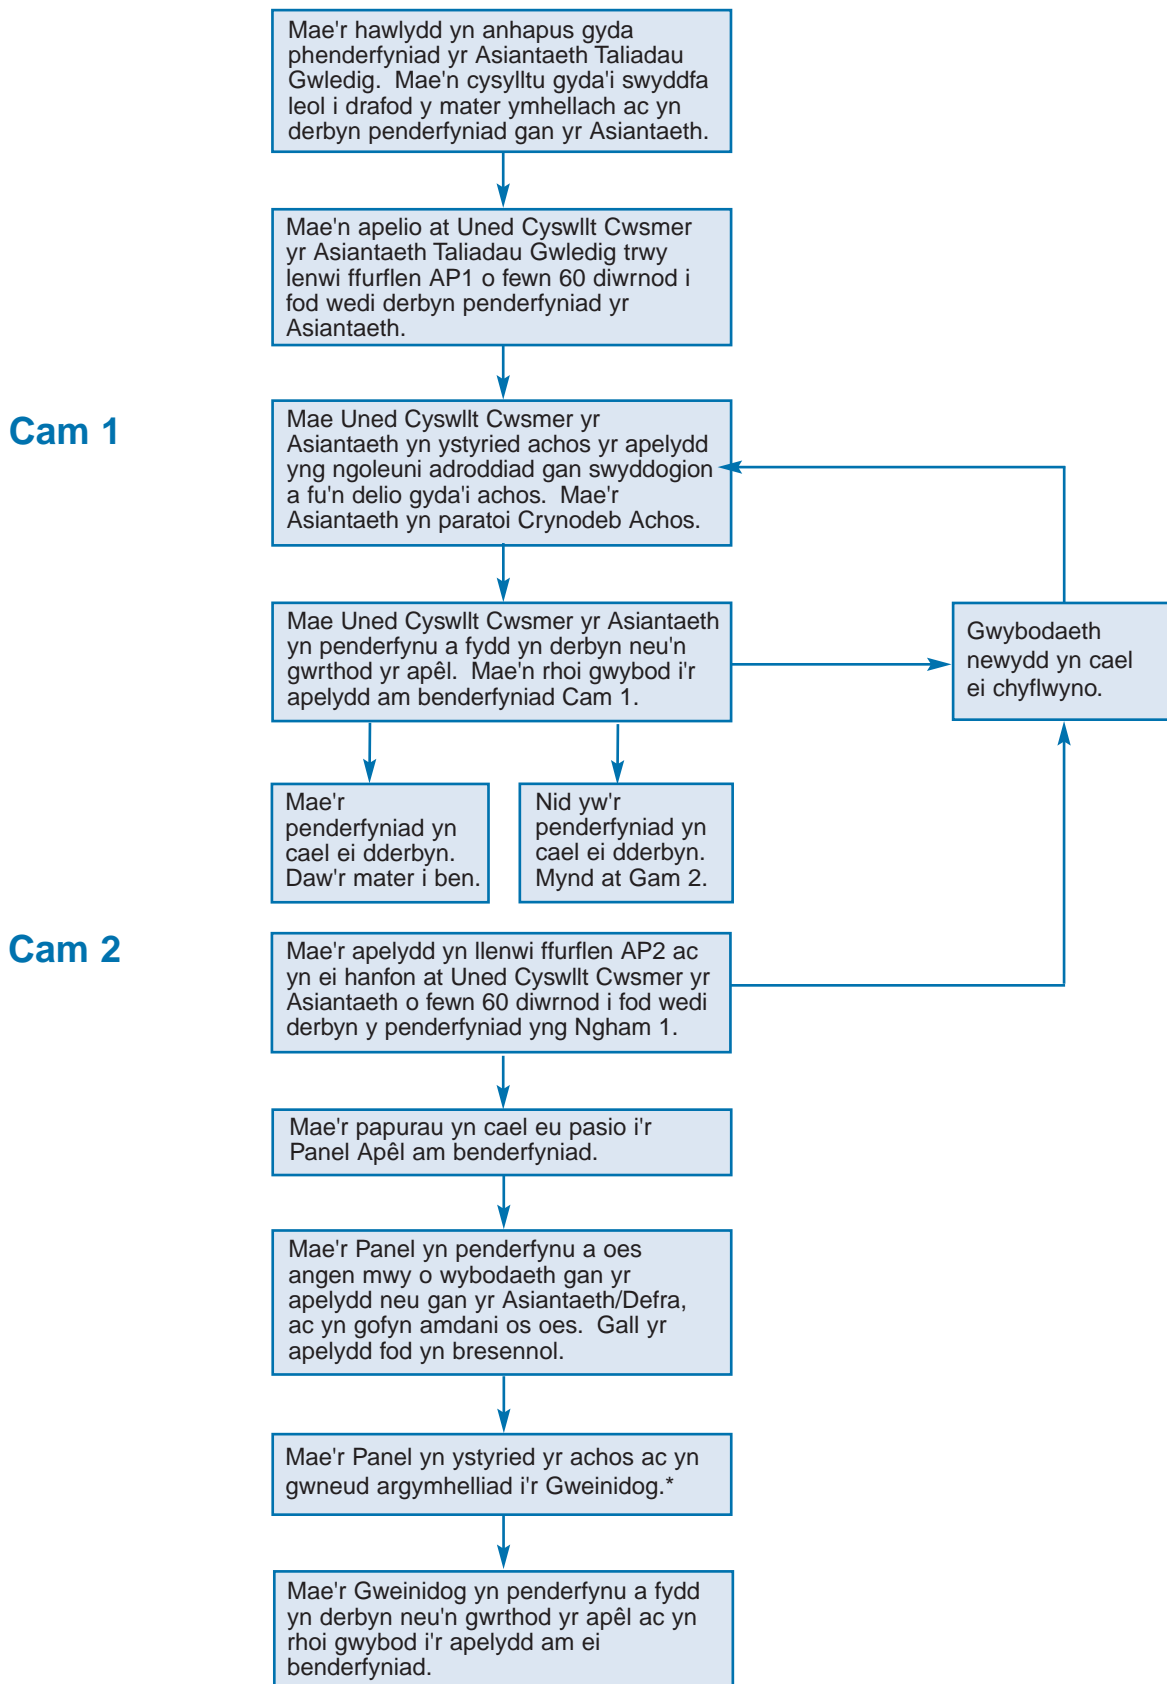 Mae'r hawlydd yn anhapus gyda
phenderfyniad yr Asiantaeth Taliadau
Gwledig. Mae'n cysylltu gyda'i swyddfa
leol i drafod y mater ymhellach ac yn
derbyn penderfyniad gan yr Asiantaeth.
Mae'n apelio at Uned Cyswllt Cwsmer
yr Asiantaeth Taliadau Gwledig trwy
lenwi ffurflen AP1 o fewn 60 diwrnod i
fod wedi derbyn penderfyniad yr
Asiantaeth.
Cam 1
Mae Uned Cyswllt Cwsmer yr
Asiantaeth yn ystyried achos yr apelydd
yng ngoleuni adroddiad gan swyddogion
a fu'n delio gyda'i achos. Mae'r
Asiantaeth yn paratoi Crynodeb Achos.
Mae Uned Cyswllt Cwsmer yr Asiantaeth
yn penderfynu a fydd yn derbyn neu'n
gwrthod yr apêl. Mae'n rhoi gwybod i'r
apelydd am benderfyniad Cam 1.
Gwybodaeth
newydd yn cael
ei chyflwyno.
Mae'r
penderfyniad yn
cael ei dderbyn.
Daw'r mater i ben.
Nid yw'r
penderfyniad yn
cael ei dderbyn.
Mynd at Gam 2.
Cam 2
Mae'r apelydd yn llenwi ffurflen AP2 ac
yn ei hanfon at Uned Cyswllt Cwsmer yr
Asiantaeth o fewn 60 diwrnod i fod wedi
derbyn y penderfyniad yng Ngham 1.
Mae'r papurau yn cael eu pasio i'r
Panel Apêl am benderfyniad.
Mae'r Panel yn penderfynu a oes
angen mwy o wybodaeth gan yr
apelydd neu gan yr Asiantaeth/Defra,
ac yn gofyn amdani os oes. Gall yr
apelydd fod yn bresennol.
Mae'r Panel yn ystyried yr achos ac yn
gwneud argymhelliad i'r Gweinidog.*
Mae'r Gweinidog yn penderfynu a fydd
yn derbyn neu'n gwrthod yr apêl ac yn
rhoi gwybod i'r apelydd am ei
benderfyniad.